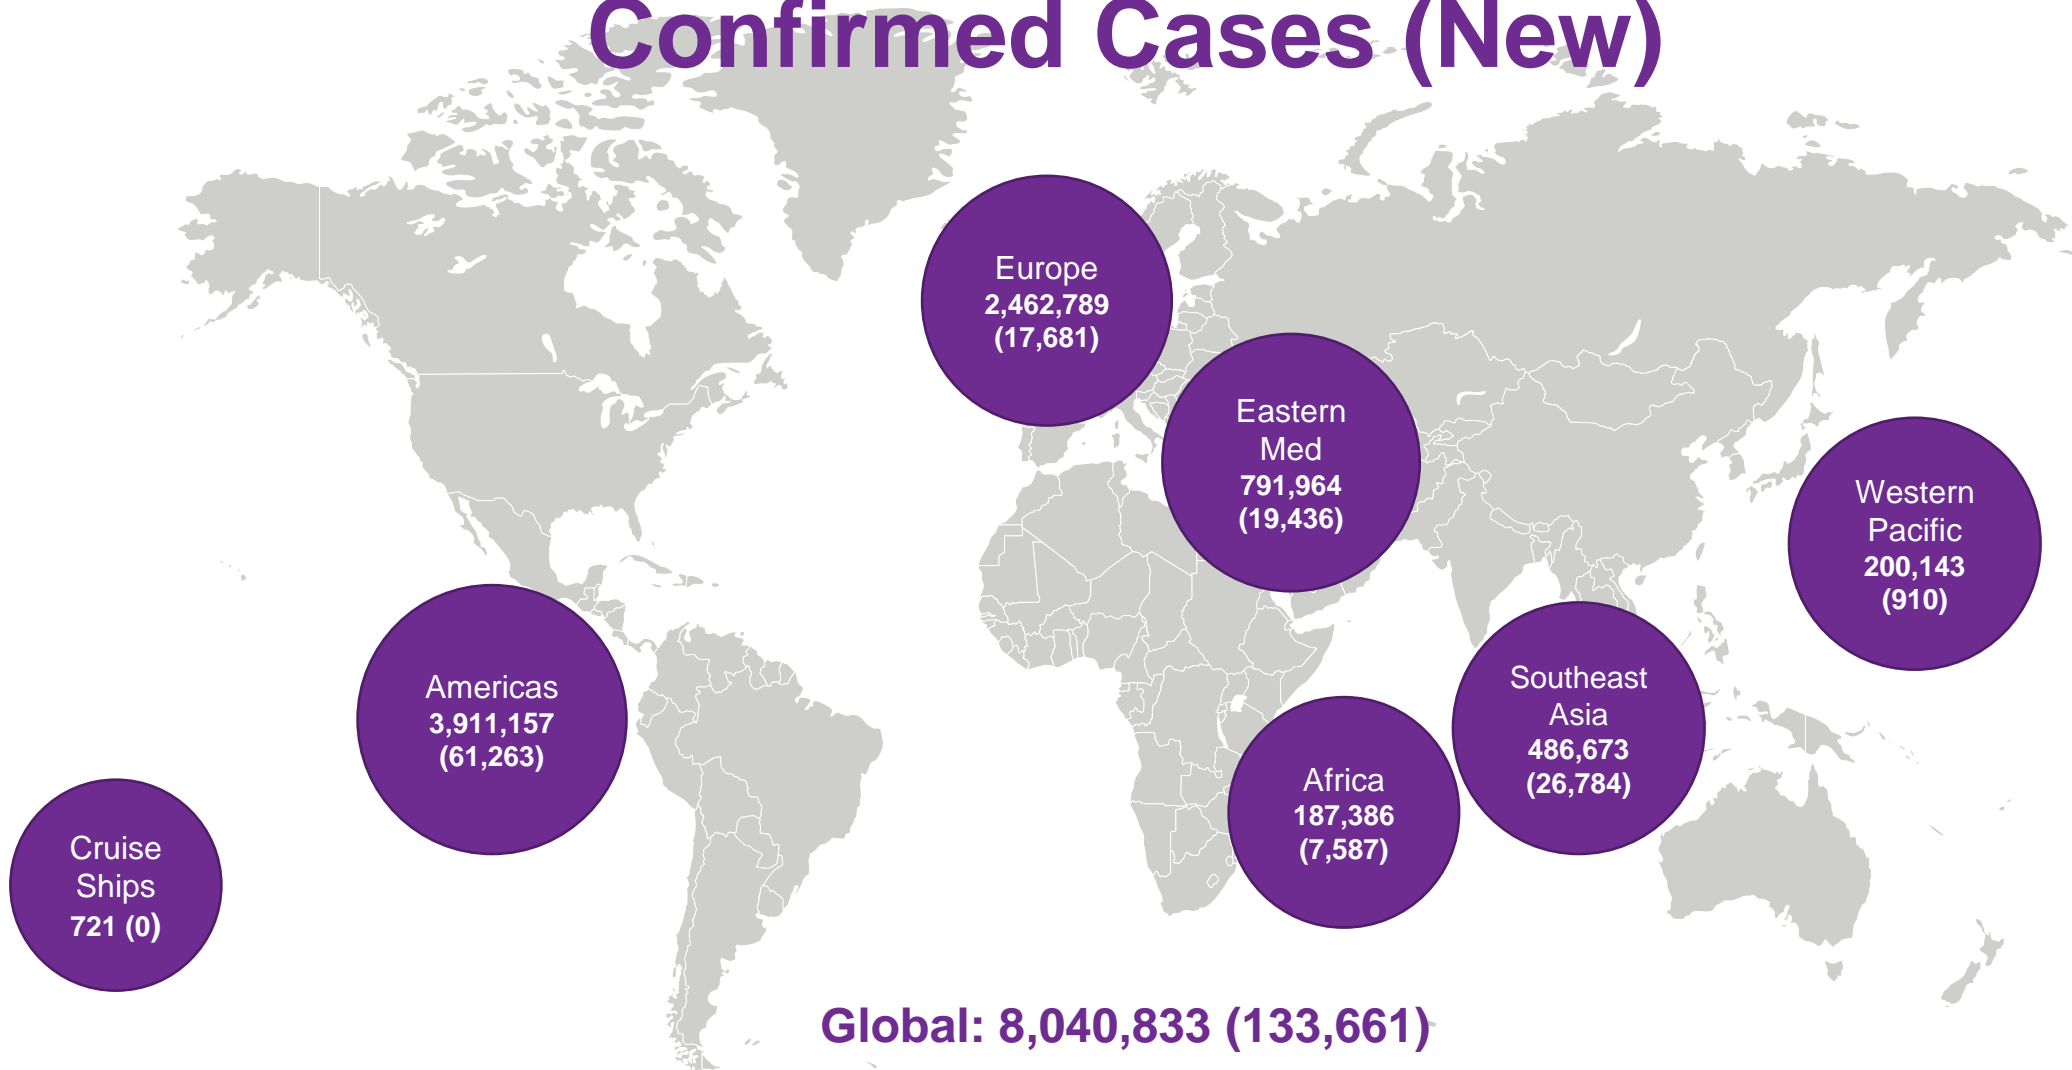 Confirmed Cases (New)
Europe
2,462,789
(17,681)
Eastern
Med
791,964
(19,436)
Western
Pacific
200,143
(910)
Americas
3,911,157
(61,263)
Southeast
Asia
486,673
(26,784)
Africa
187,386
(7,587)
Cruise
Ships
721 (0)
Global: 8,040,833 (133,661)